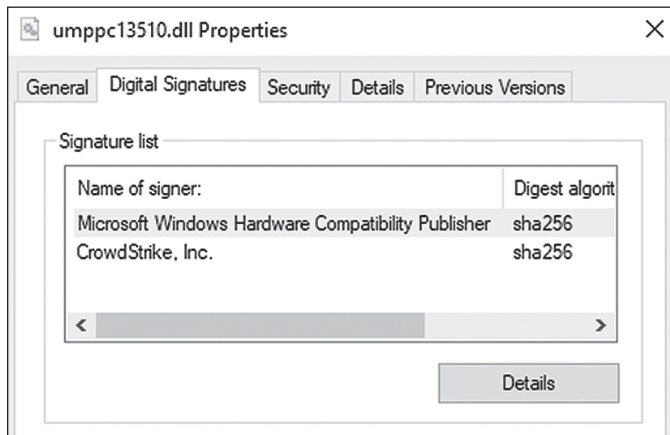 umppc13510.dll Properties
General Digital Signatures Security Details Previous Versions
Signature list
Name of signer: Digest algorit
Microsoft Windows Hardware Compatibility Publisher sha256
CrowdStrike, Inc. sha256
Details